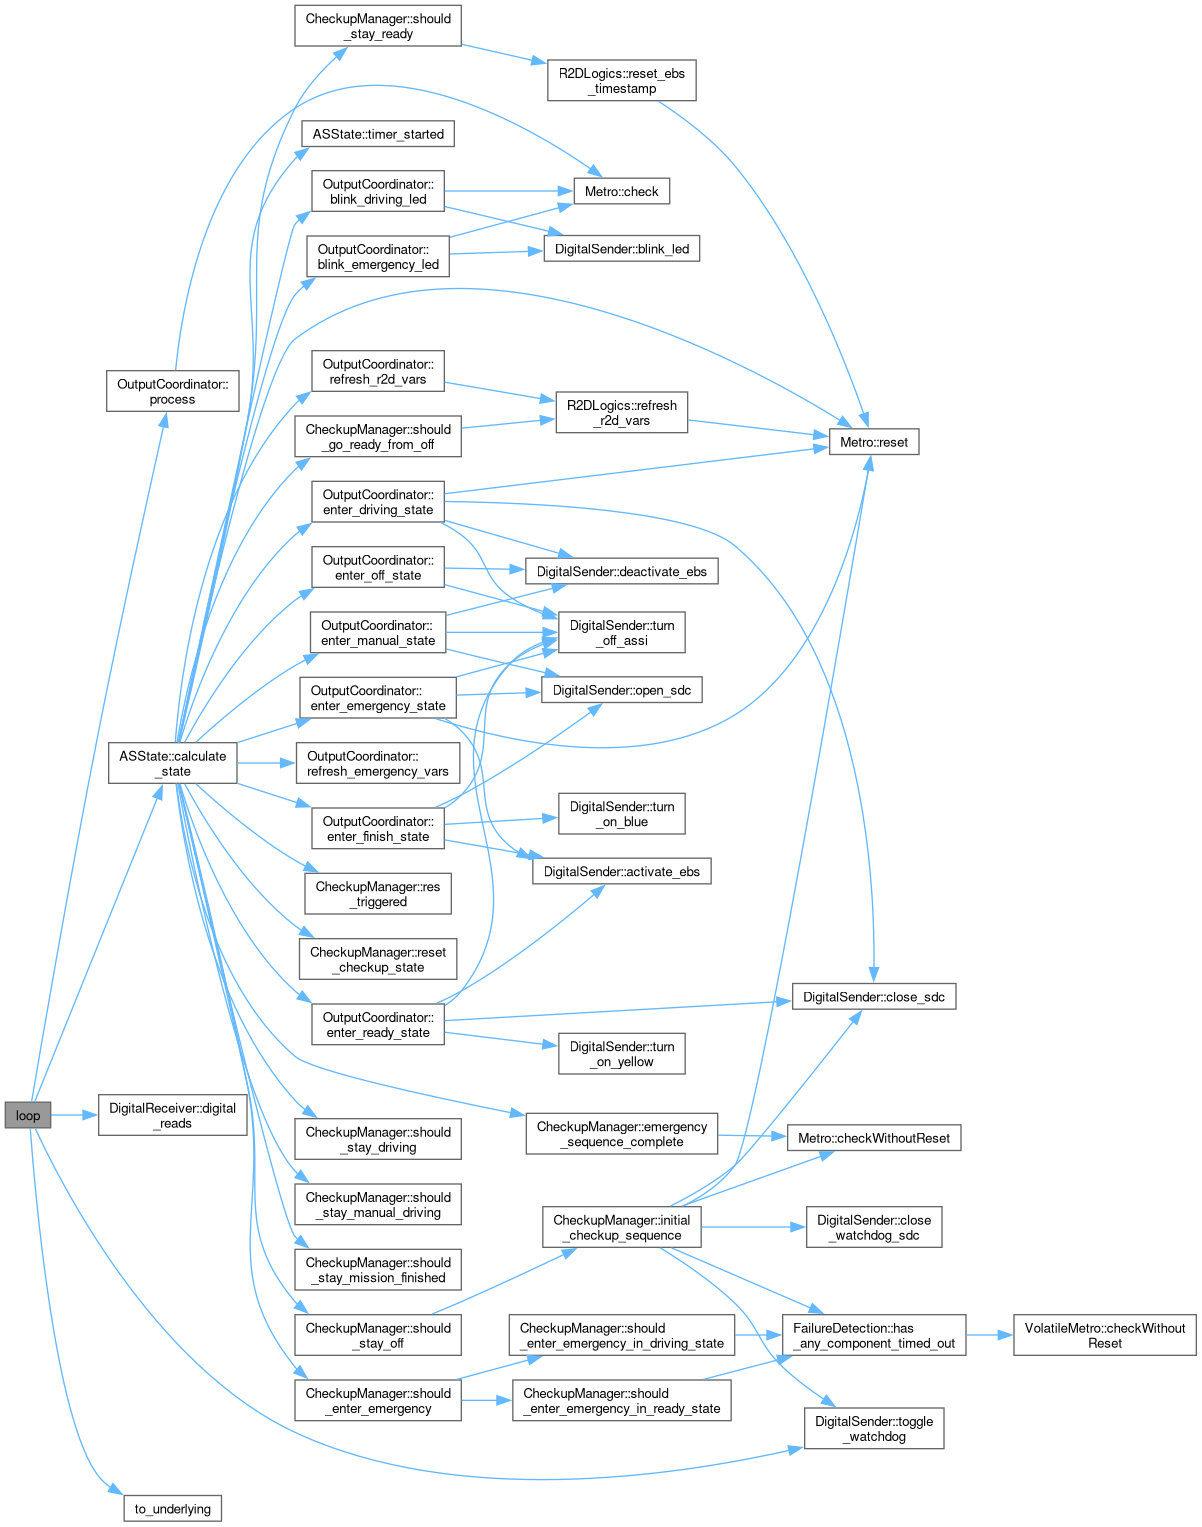 CheckupManager::should
_stay_ready
R2DLogics::reset_ebs
_timestamp
ASState::timer_started
OutputCoordinator::
blink_driving_led
Metro::check
OutputCoordinator::
blink_emergency_led
DigitalSender::blink_led
OutputCoordinator::
process
OutputCoordinator::
refresh_r2d_vars
R2DLogics::refresh
_r2d_vars
CheckupManager::should
_go_ready_from_off
Metro::reset
OutputCoordinator::
enter_driving_state
OutputCoordinator::
enter_off_state
DigitalSender::deactivate_ebs
OutputCoordinator::
enter_manual_state
DigitalSender::turn
_off_assi
OutputCoordinator::
enter_emergency_state
DigitalSender::open_sdc
ASState::calculate
_state
OutputCoordinator::
refresh_emergency_vars
OutputCoordinator::
enter_finish_state
DigitalSender::turn
_on_blue
DigitalSender::activate_ebs
CheckupManager::res
_triggered
CheckupManager::reset
_checkup_state
DigitalSender::close_sdc
OutputCoordinator::
enter_ready_state
DigitalSender::turn
_on_yellow
loop
DigitalReceiver::digital
_reads
CheckupManager::should
_stay_driving
CheckupManager::emergency
_sequence_complete
Metro::checkWithoutReset
CheckupManager::should
_stay_manual_driving
CheckupManager::initial
_checkup_sequence
DigitalSender::close
_watchdog_sdc
CheckupManager::should
_stay_mission_finished
CheckupManager::should
_stay_off
CheckupManager::should
_enter_emergency_in_driving_state
FailureDetection::has
_any_component_timed_out
VolatileMetro::checkWithout
Reset
CheckupManager::should
_enter_emergency
CheckupManager::should
_enter_emergency_in_ready_state
DigitalSender::toggle
_watchdog
to_underlying